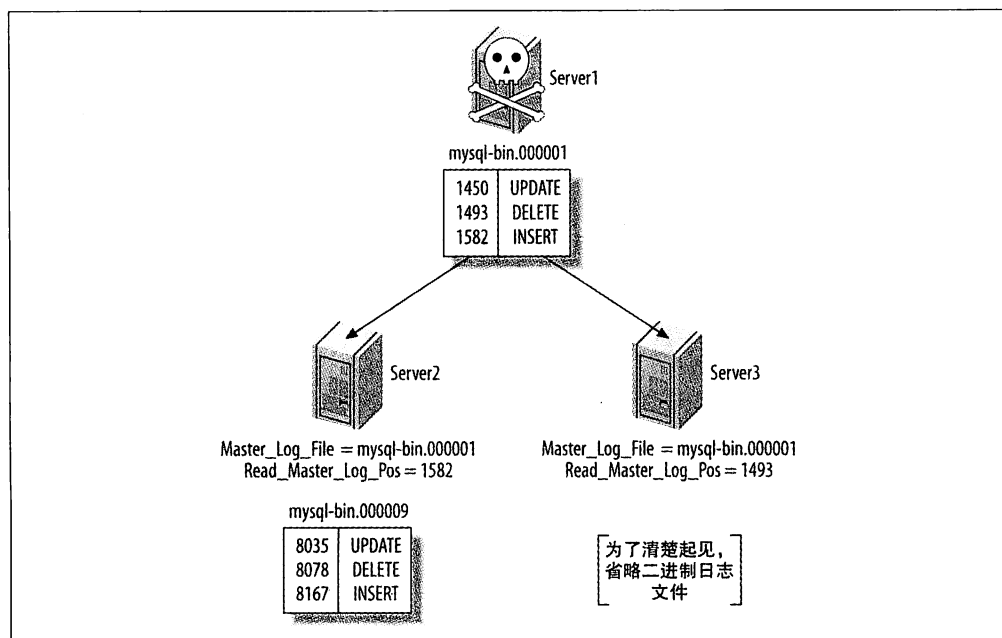 Server1
mysql-bin.000001
1450 UPDATE
1493 DELETE
1582 INSERT
Server2
Server3
Master_Log_File = mysql-bin.000001
Read_Master_Log_Pos = 1582
Master_Log_File = mysql-bin.000001
Read_Master_Log_Pos = 1493
mysql-bin.000009
8035 UPDATE
8078 DELETE
8167 INSERT
为了清楚起见，
省略二进制日志
文件